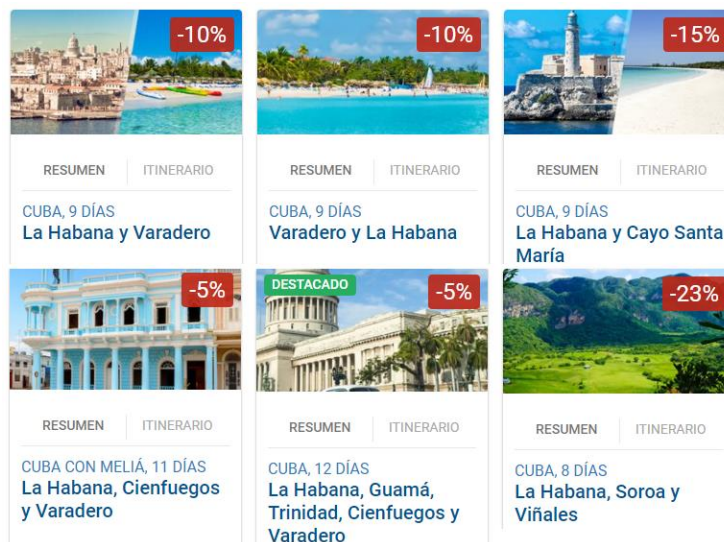 -10%
RESUMEN ITINERARIO
CUBA, 9 DÍAS
La Habana y Varadero
-10%
RESUMEN ITINERARIO
CUBA, 9 DÍAS
Varadero y La Habana
-15%
RESUMEN ITINERARIO
CUBA, 9 DÍAS
La Habana y Cayo Santa
María
-5%
RESUMEN ITINERARIO
CUBA CON MELIÁ, 11 DÍAS
La Habana, Cienfuegos
y Varadero
DESTACADO
-5%
RESUMEN ITINERARIO
CUBA, 12 DÍAS
La Habana, Guamá,
Trinidad, Cienfuegos y
Varadero
-23%
RESUMEN ITINERARIO
CUBA, 8 DÍAS
La Habana, Soroa y
Viñales